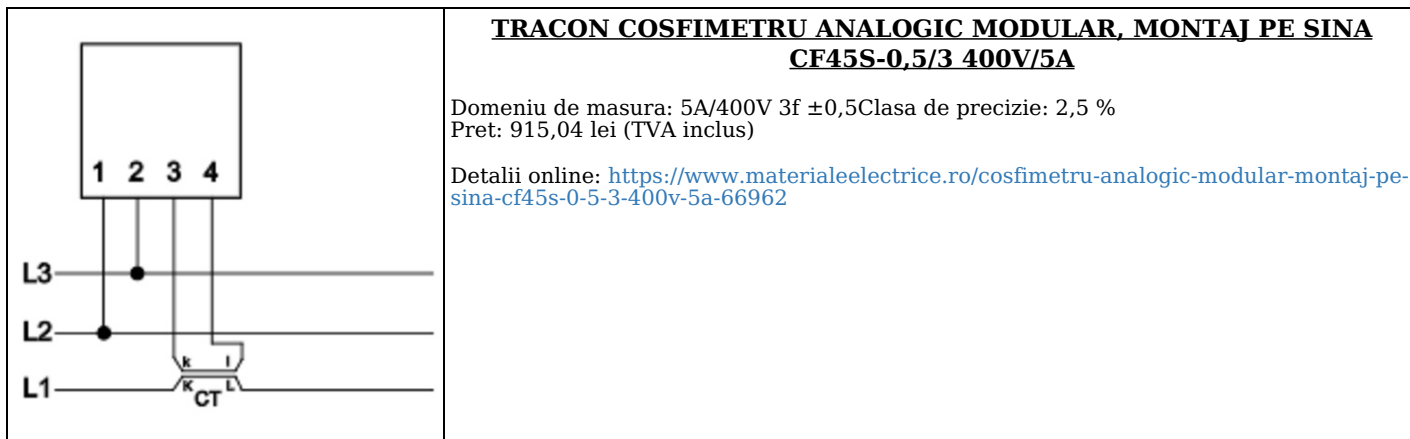 1 2 3 4
L3
L2
k l
L1
K L
CT
TRACON COSFIMETRU ANALOGIC MODULAR, MONTAJ PE SINA
CF45S-0,5/3 400V/5A
Domeniu de masura: 5A/400V 3f ±0,5Clasa de precizie: 2,5 %
Pret: 915,04 lei (TVA inclus)
Detalii online: https://www.materialeelectrice.ro/cosfimetru-analogic-modular-montaj-pe-
sina-cf45s-0-5-3-400v-5a-66962